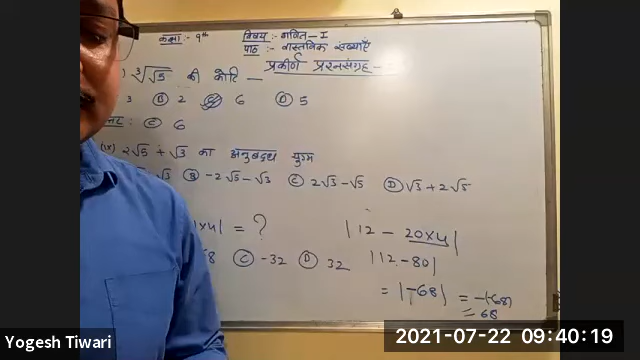 कक्षा :- 9th विषय :- गणित - I
पाठ :- वास्तविक संख्याएँ
प्रकीर्ण प्रश्नसंग्रह -
) ∛√5 की कोटि —
3 Ⓑ 2 Ⓒ 6 Ⓓ 5
Ⓒ 6
(ix) 2√5 + √3 का अनुबद्ध युग्म
√3 Ⓑ -2√5 - √3 Ⓒ 2√3 - √5 Ⓓ √3 + 2√5
1x41 = ?
68 Ⓒ -32 Ⓓ 32
|12 - 20×4|
|12 - 80|
= |-68| = -(-68)
= 68
Yogesh Tiwari
2021-07-22 09:40:19